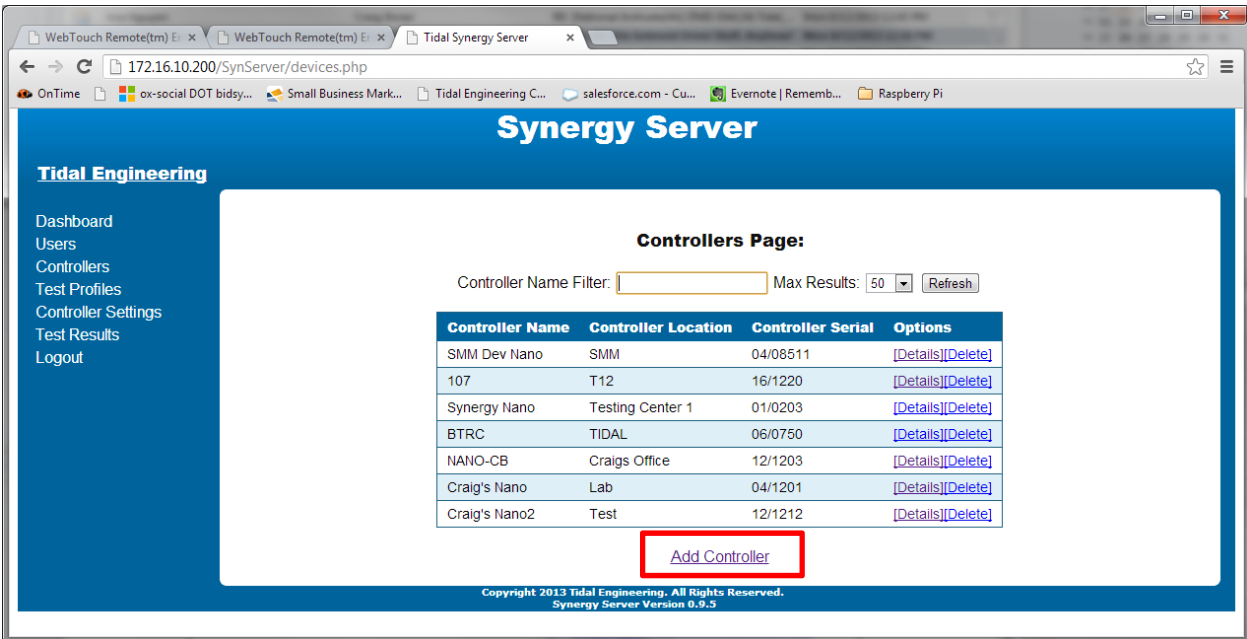 WebTouch Remote(tm) E
WebTouch Remote(tm) E
Tidal Synergy Server
172.16.10.200/SynServer/devices.php
OnTime
ox-social DOT bidsy...
Small Business Mark...
Tidal Engineering C...
salesforce.com - Cu...
Evernote | Rememb...
Raspberry Pi
Synergy Server
Tidal Engineering
Dashboard
Users
Controllers
Test Profiles
Controller Settings
Test Results
Logout
Controllers Page:
Controller Name Filter: Max Results: 50 Refresh
Controller Name Controller Location Controller Serial Options
SMM Dev Nano SMM 04/08511 [Details][Delete]
107 T12 16/1220 [Details][Delete]
Synergy Nano Testing Center 1 01/0203 [Details][Delete]
BTRC TIDAL 06/0750 [Details][Delete]
NANO-CB Craigs Office 12/1203 [Details][Delete]
Craig's Nano Lab 04/1201 [Details][Delete]
Craig's Nano2 Test 12/1212 [Details][Delete]
Add Controller
Copyright 2013 Tidal Engineering. All Rights Reserved.
Synergy Server Version 0.9.5